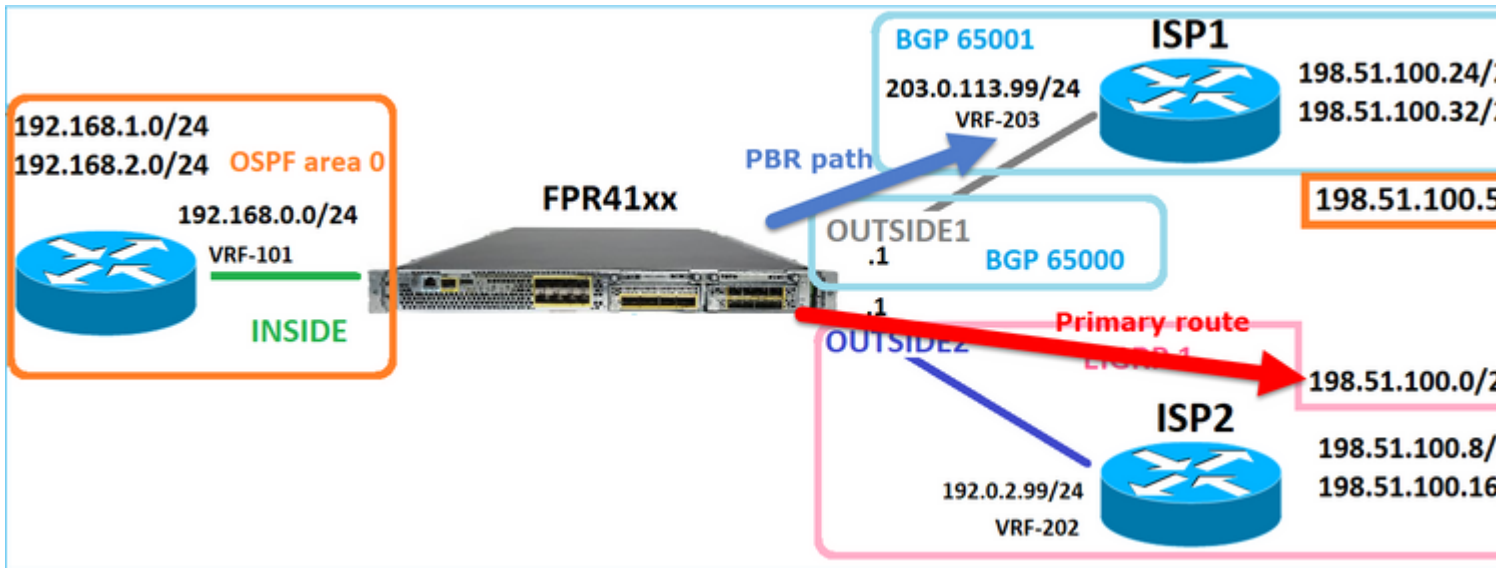 192.168.1.0/24
192.168.2.0/24
OSPF area 0
192.168.0.0/24
VRF-101
INSIDE
FPR41xx
PBR path
BGP 65001
ISP1
203.0.113.99/24
VRF-203
198.51.100.24/2
198.51.100.32/
198.51.100.5
OUTSIDE1
.1
BGP 65000
.1
OUTSIDE2
Primary route
EIGRP 1
198.51.100.0/2
ISP2
192.0.2.99/24
VRF-202
198.51.100.8/
198.51.100.16